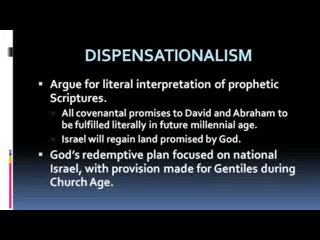 DISPENSATIONALISM
Argue for literal interpretation of prophetic
Scriptures.
All covenantal promises to David and Abraham to
be fulfilled literally in future millennial age.
Israel will regain land promised by God.
God's redemptive plan focused on national
Israel, with provision made for Gentiles during
Church Age.